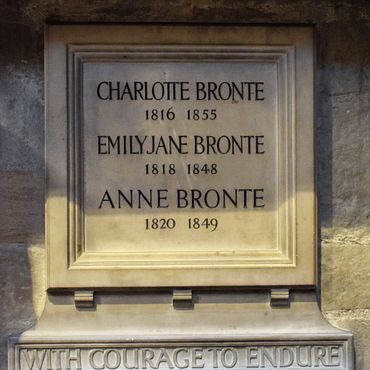 CHARLOTTE BRONTE
1816 1855
EMILY JANE BRONTE
1818 1848
ANNE BRONTE
1820 1849
WITH COURAGE TO ENDURE